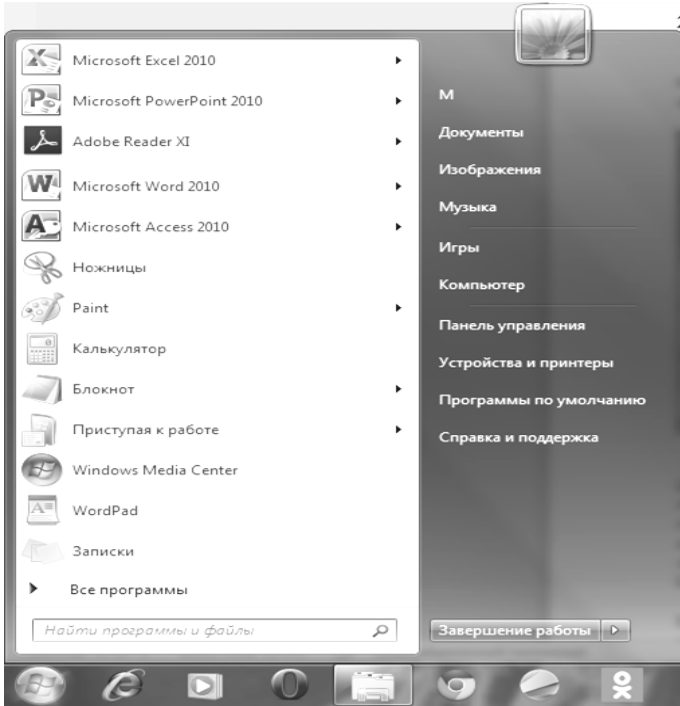 Microsoft Excel 2010
Microsoft PowerPoint 2010
Adobe Reader XI
Microsoft Word 2010
Microsoft Access 2010
Ножницы
Paint
Калькулятор
Блокнот
Приступая к работе
Windows Media Center
WordPad
Записки
Все программы
Найти программы и файлы
М
Документы
Изображения
Музыка
Игры
Компьютер
Панель управления
Устройства и принтеры
Программы по умолчанию
Справка и поддержка
Завершение работы